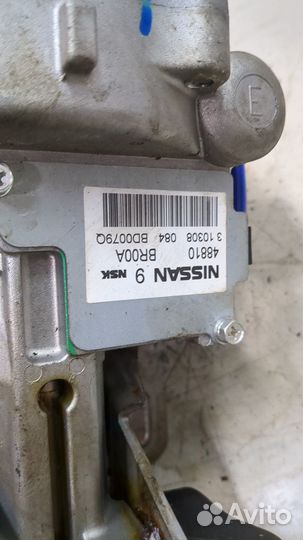 NISSAN 9 NSK
48810 BR00A
3 10308 084 BD0079Q
E
Avito